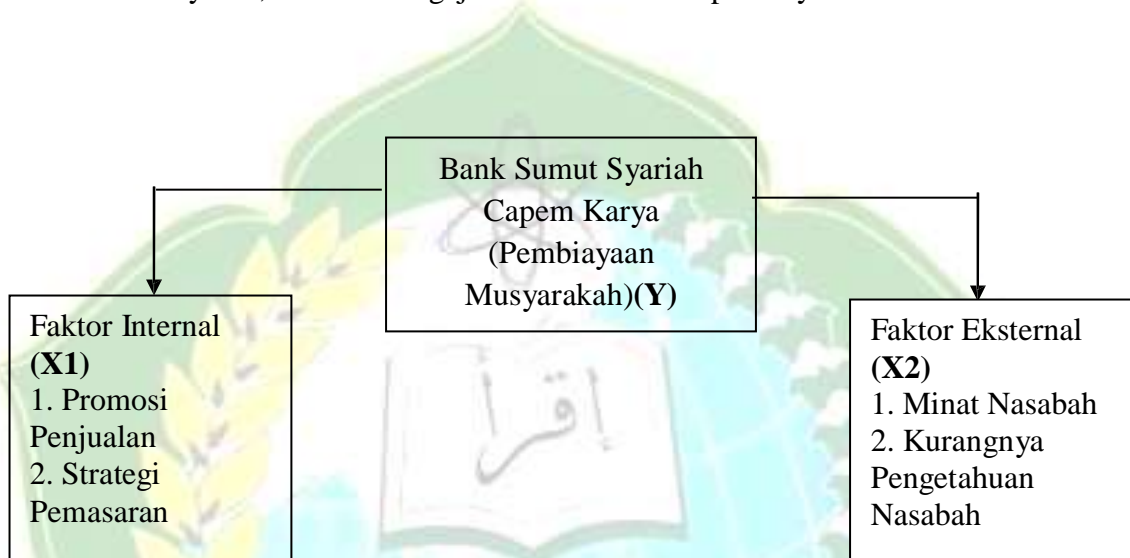 Bank Sumut Syariah
Capem Karya
(Pembiayaan
Musyarakah)(Y)
Faktor Internal
(X1)
1. Promosi
Penjualan
2. Strategi
Pemasaran
Faktor Eksternal
(X2)
1. Minat Nasabah
2. Kurangnya
Pengetahuan
Nasabah
إقرأ